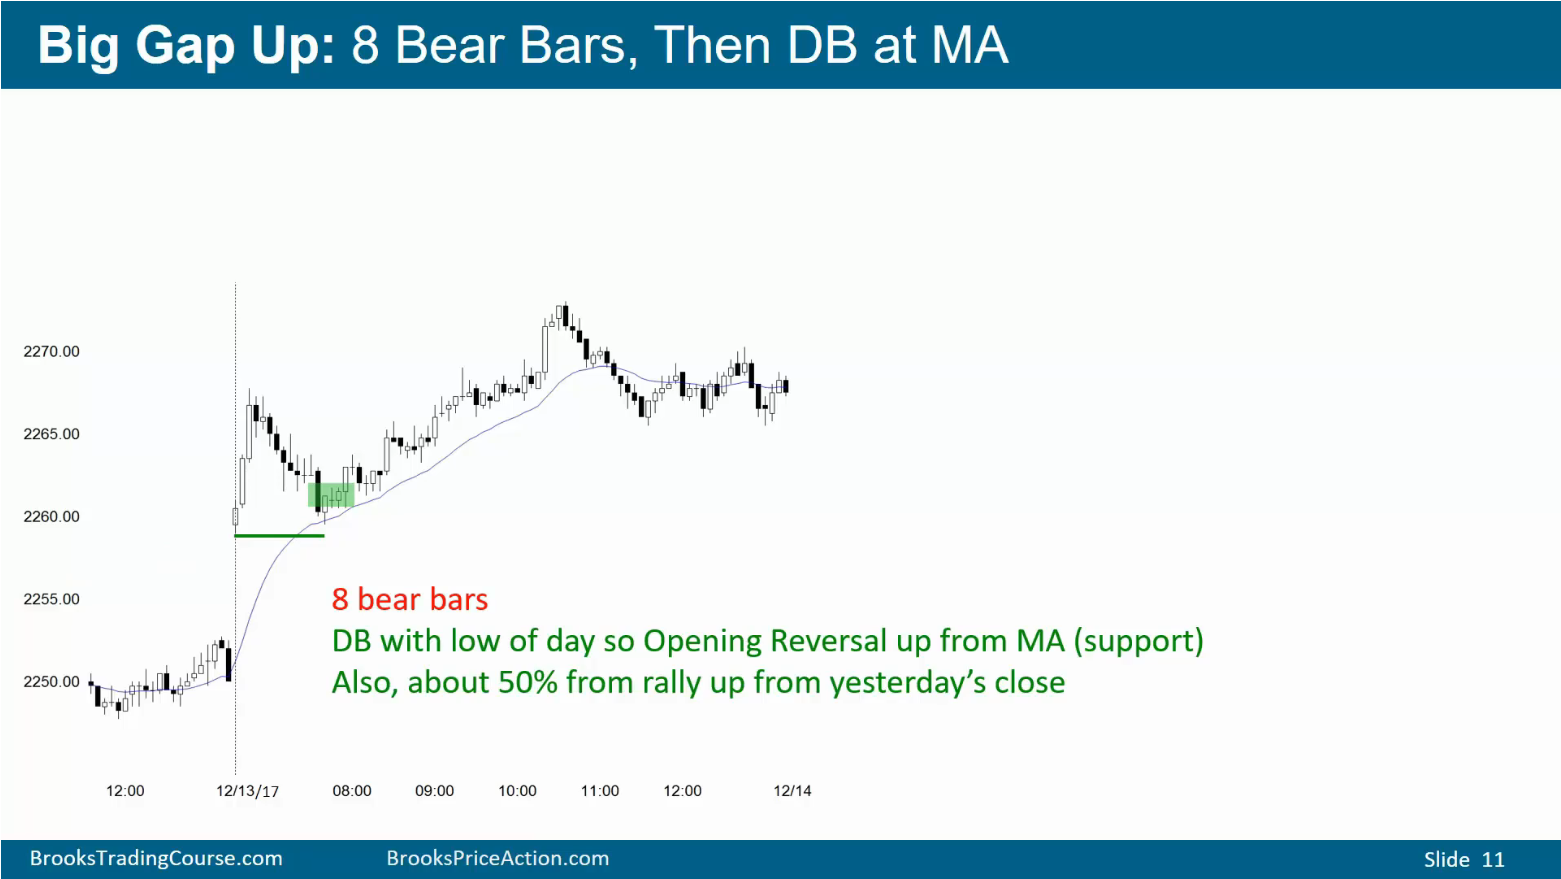 Big Gap Up: 8 Bear Bars, Then DB at MA
2270.00
2265.00
2260.00
2255.00
2250.00
8 bear bars
DB with low of day so Opening Reversal up from MA (support)
Also, about 50% from rally up from yesterday’s close
12:00 12/13/17 08:00 09:00 10:00 11:00 12:00 12/14
BrooksTradingCourse.com BrooksPriceAction.com Slide 11